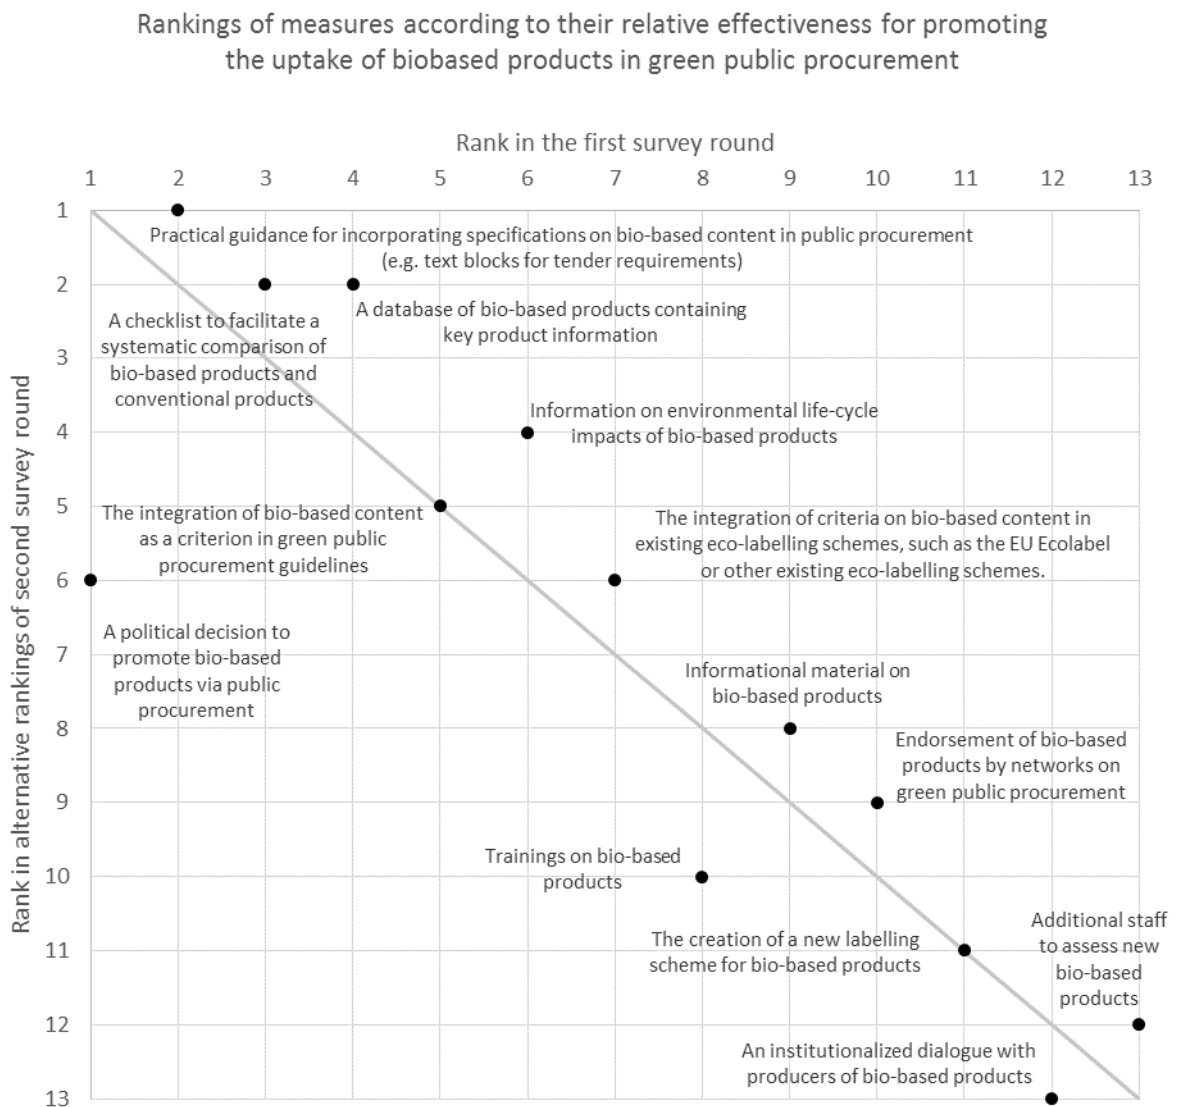 Rankings of measures according to their relative effectiveness for promoting
the uptake of biobased products in green public procurement
Rank in the first survey round
1 2 3 4 5 6 7 8 9 10 11 12 13
Rank in alternative rankings of second survey round
1
Practical guidance for incorporating specifications on bio-based content in public procurement
(e.g. text blocks for tender requirements)
2
A database of bio-based products containing
key product information
A checklist to facilitate a
systematic comparison of
bio-based products and
conventional products
3
Information on environmental life-cycle
impacts of bio-based products
4
5
The integration of bio-based content
as a criterion in green public
procurement guidelines
The integration of criteria on bio-based content in
existing eco-labelling schemes, such as the EU Ecolabel
or other existing eco-labelling schemes.
6
A political decision to
promote bio-based
products via public
procurement
7
Informational material on
bio-based products
8
Endorsement of bio-based
products by networks on
green public procurement
9
Trainings on bio-based
products
10
The creation of a new labelling
scheme for bio-based products
11
Additional staff
to assess new
bio-based
products
12
An institutionalized dialogue with
producers of bio-based products
13